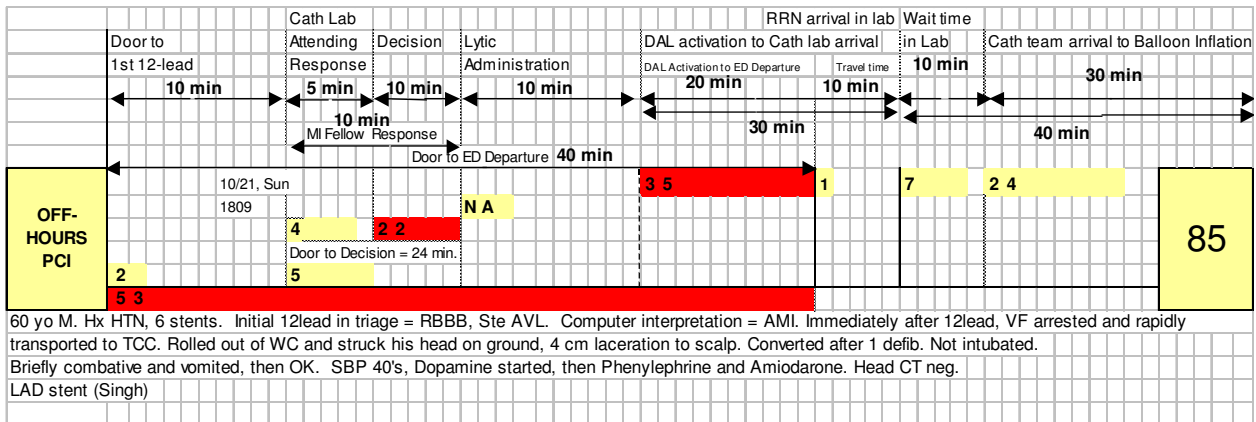 Cath Lab RRN arrival in lab Wait time
Door to Attending Decision Lytic DAL activation to Cath lab arrival in Lab Cath team arrival to Balloon Inflation
1st 12-lead Response Administration DAL Activation to ED Departure Travel time 10 min
10 min 5 min 10 min 10 min 20 min 10 min 30 min
10 min
MI Fellow Response 30 min 40 min
Door to ED Departure 40 min
10/21, Sun 3 5 1 7 2 4
1809 N A
OFF-
HOURS
PCI
4 2 2
85
Door to Decision = 24 min.
2 5
5 3
60 yo M. Hx HTN, 6 stents. Initial 12lead in triage = RBBB, Ste AVL. Computer interpretation = AMI. Immediately after 12lead, VF arrested and rapidly
transported to TCC. Rolled out of WC and struck his head on ground, 4 cm laceration to scalp. Converted after 1 defib. Not intubated.
Briefly combative and vomited, then OK. SBP 40's, Dopamine started, then Phenylephrine and Amiodarone. Head CT neg.
LAD stent (Singh)